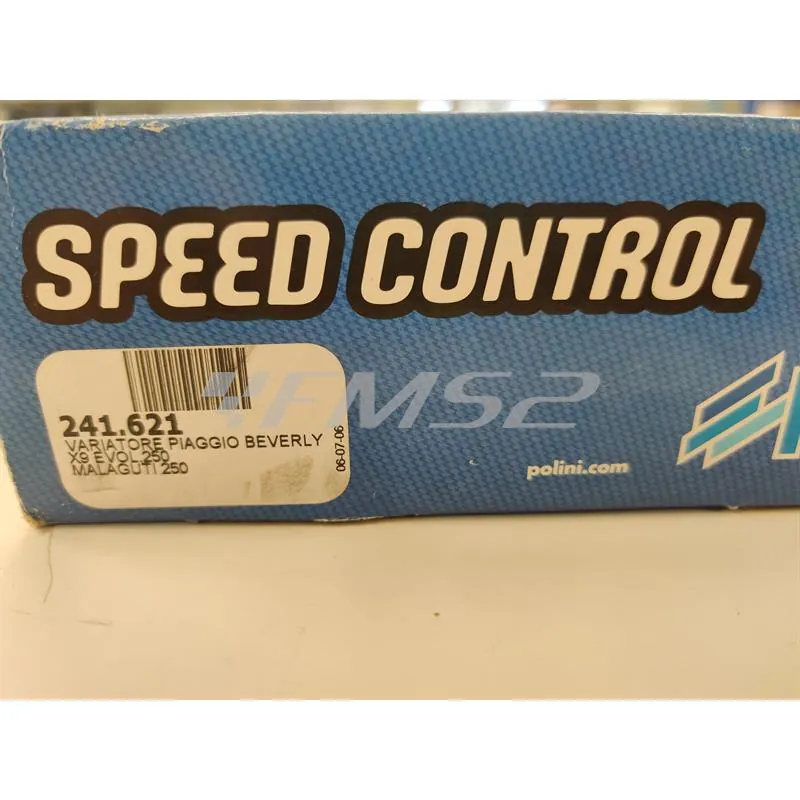 SPEED CONTROL
4FMS2
241.621
VARIATORE PIAGGIO BEVERLY
X9 EVOL.250
MALAGUTI 250
06-07-06
polini.com